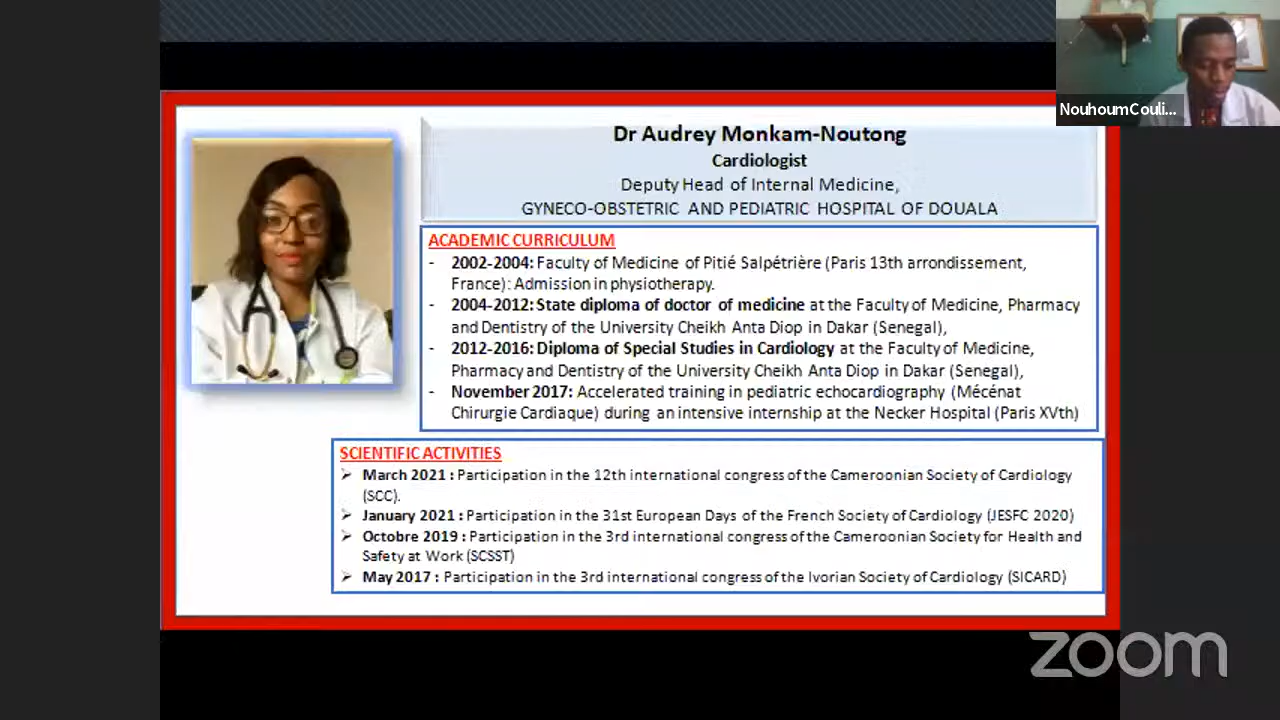 NouhoumCouli...
Dr Audrey Monkam-Noutong
Cardiologist
Deputy Head of Internal Medicine,
GYNECO-OBSTETRIC AND PEDIATRIC HOSPITAL OF DOUALA
ACADEMIC CURRICULUM
- 2002-2004: Faculty of Medicine of Pitié Salpétrière (Paris 13th arrondissement,
France): Admission in physiotherapy.
- 2004-2012: State diploma of doctor of medicine at the Faculty of Medicine, Pharmacy
and Dentistry of the University Cheikh Anta Diop in Dakar (Senegal),
- 2012-2016: Diploma of Special Studies in Cardiology at the Faculty of Medicine,
Pharmacy and Dentistry of the University Cheikh Anta Diop in Dakar (Senegal),
- November 2017: Accelerated training in pediatric echocardiography (Mécénat
Chirurgie Cardiaque) during an intensive internship at the Necker Hospital (Paris XVth)
SCIENTIFIC ACTIVITIES
➢ March 2021 : Participation in the 12th international congress of the Cameroonian Society of Cardiology
(SCC).
➢ January 2021 : Participation in the 31st European Days of the French Society of Cardiology (JESFC 2020)
➢ Octobre 2019 : Participation in the 3rd international congress of the Cameroonian Society for Health and
Safety at Work (SCSST)
➢ May 2017 : Participation in the 3rd international congress of the Ivorian Society of Cardiology (SICARD)
zoom